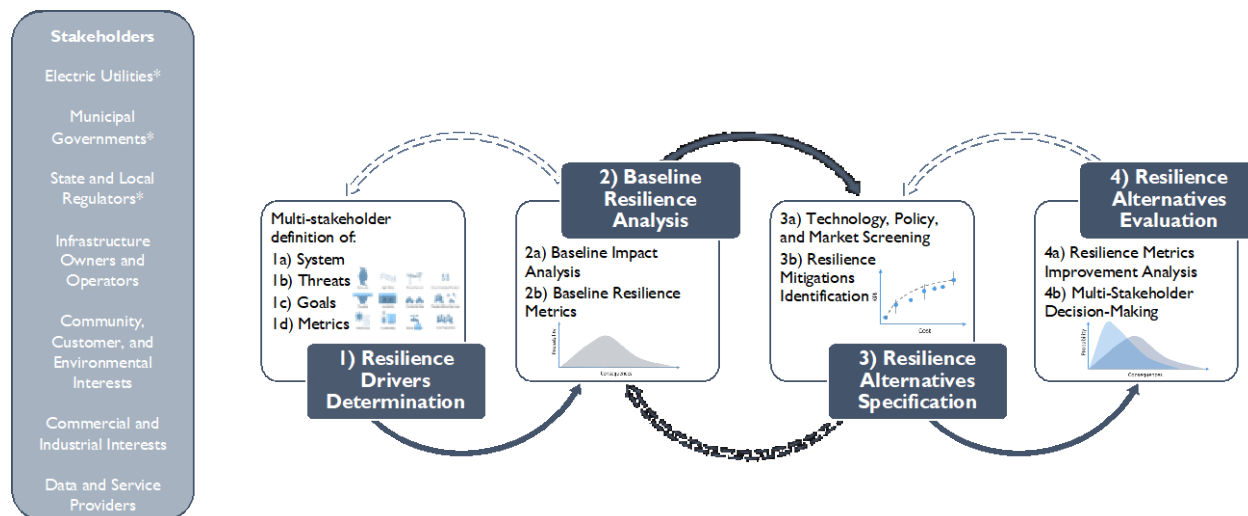 Stakeholders
Electric Utilities*
Municipal
Governments*
State and Local
Regulators*
Infrastructure
Owners and
Operators
Community,
Customer, and
Environmental
Interests
Commercial and
Industrial Interests
Data and Service
Providers
Multi-stakeholder
definition of:
1a) System
1b) Threats
1c) Goals
1d) Metrics
1) Resilience
Drivers
Determination
2) Baseline
Resilience
Analysis
2a) Baseline Impact
Analysis
2b) Baseline Resilience
Metrics
Probability
Consequences
3a) Technology, Policy,
and Market Screening
3b) Resilience
Mitigations
Identification
Cost
3) Resilience
Alternatives
Specification
4) Resilience
Alternatives
Evaluation
4a) Resilience Metrics
Improvement Analysis
4b) Multi-Stakeholder
Decision-Making
Probability
Consequences